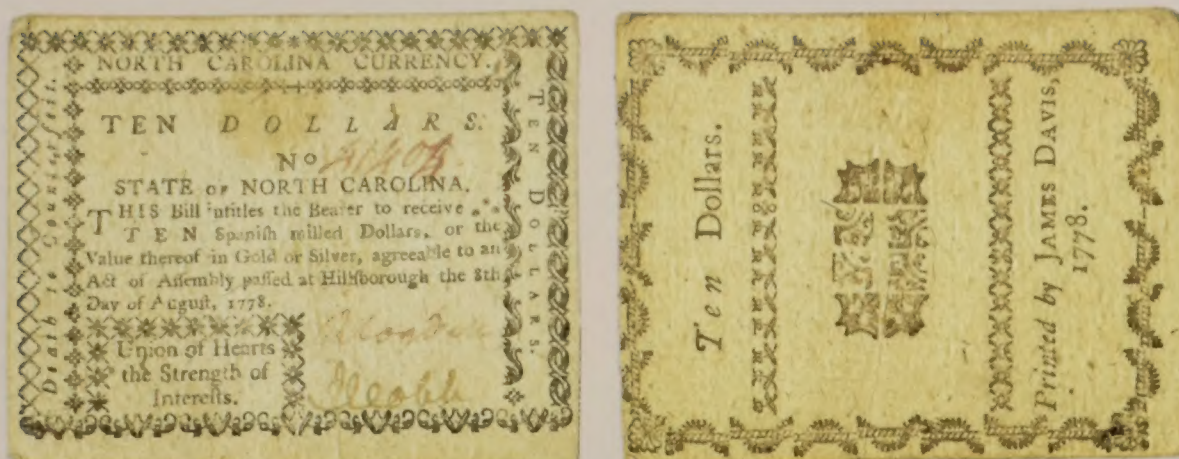 NORTH CAROLINA CURRENCY.
TEN DOLLARS.
No
STATE OF NORTH CAROLINA.
THIS Bill intitles the Bearer to receive
TEN Spanish milled Dollars, or the
Value thereof in Gold or Silver, agreeable to an
Act of Aſſembly paſſed at Hillſborough the 8th
Day of Auguſt, 1778.
Union of Hearts
the Strength of
Intereſts.
JCobb
Death to Counterfeit.
TEN DOLLARS.
Ten Dollars.
Printed by JAMES DAVIS,
1778.